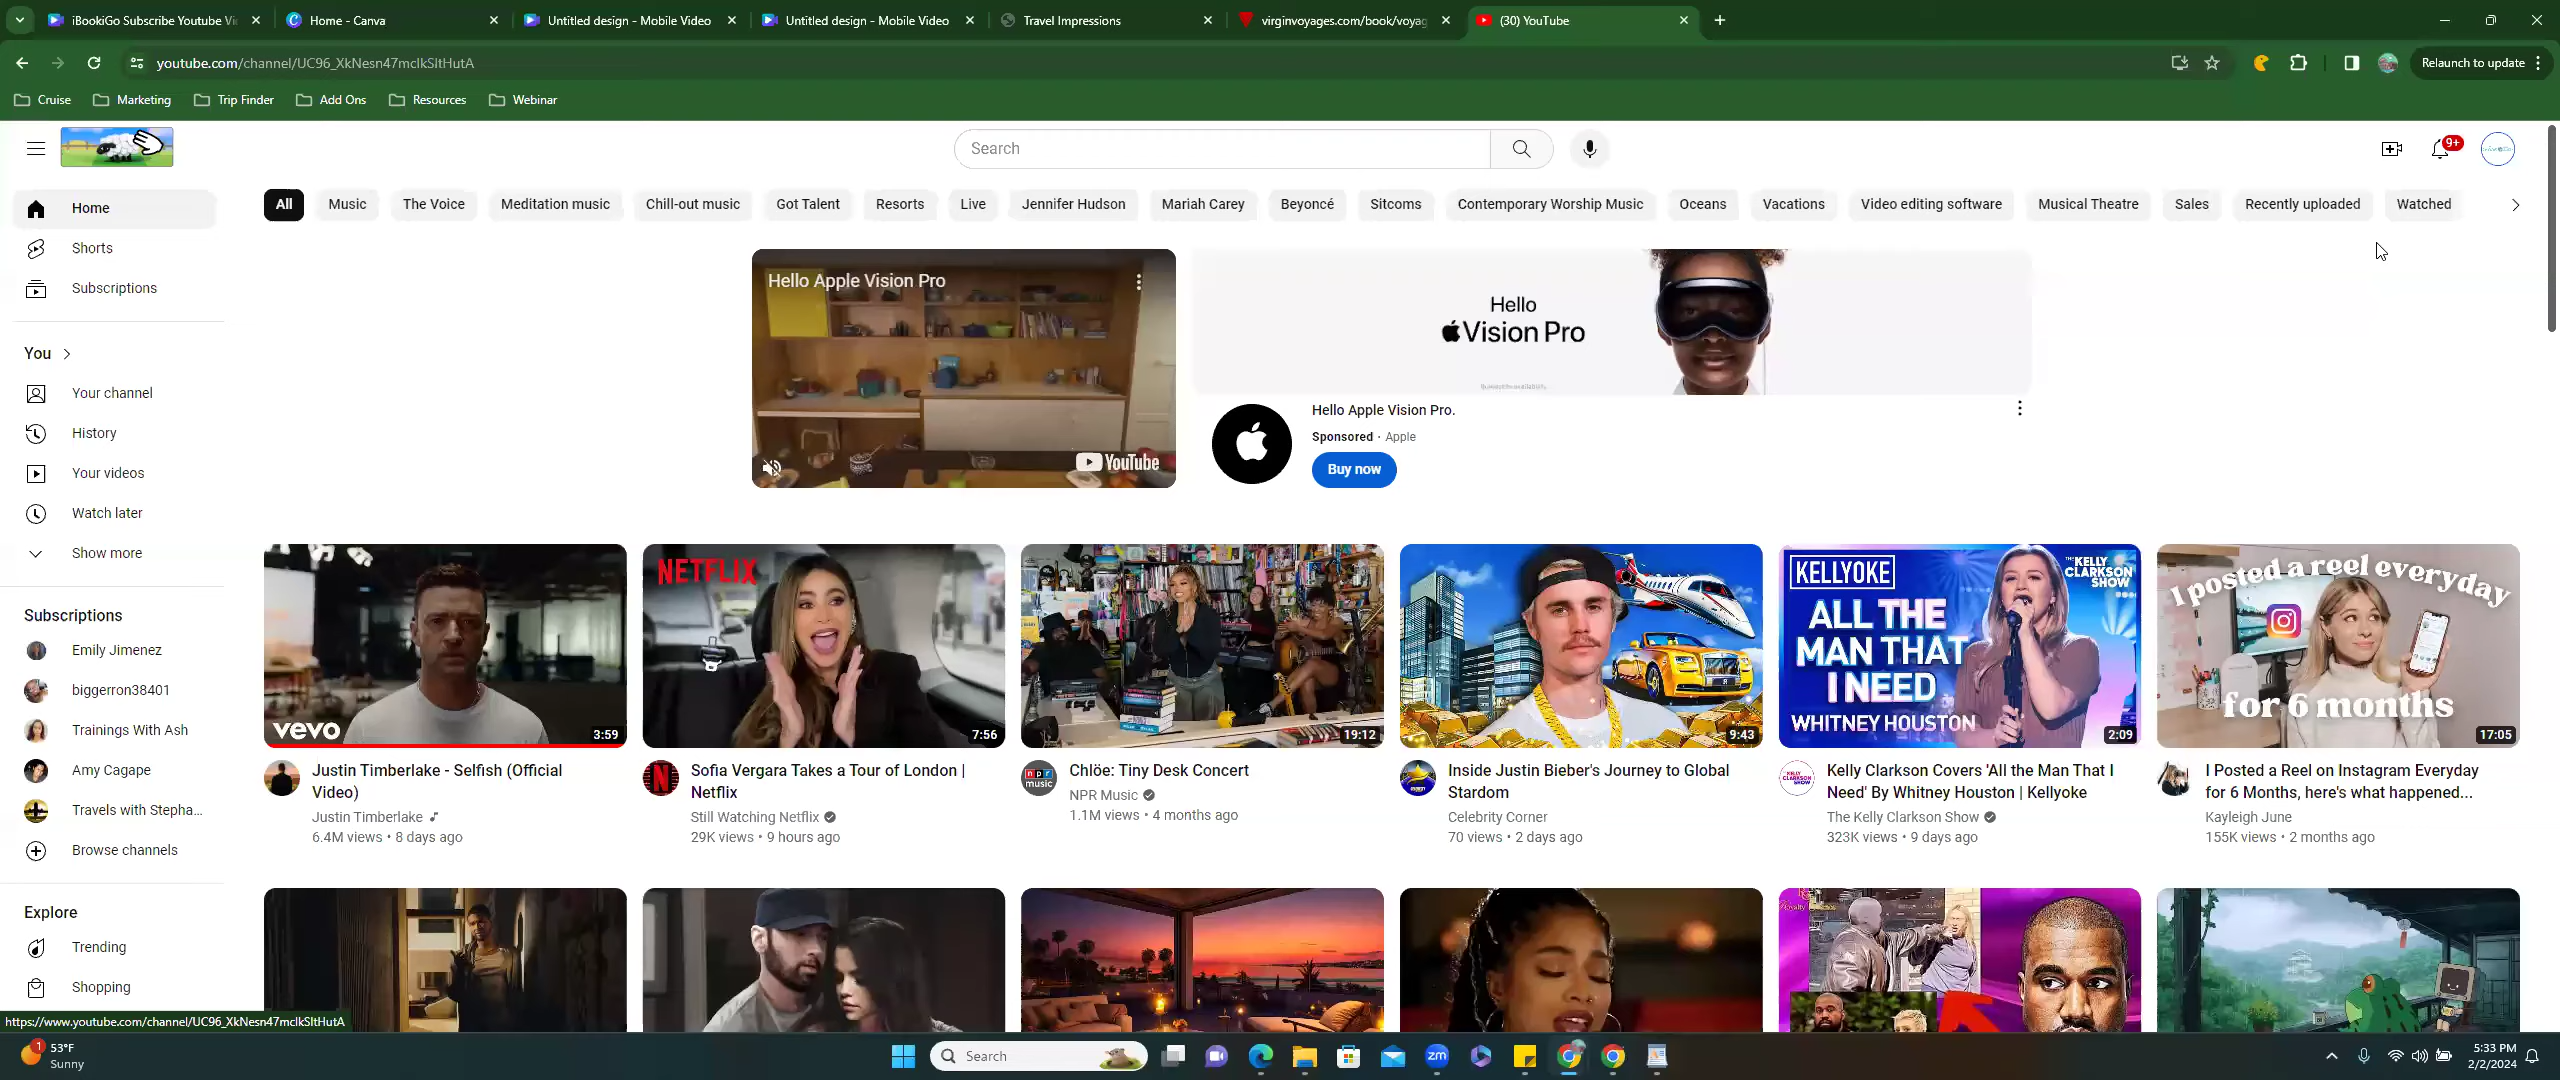 iBookiGo Subscribe Youtube Vi
Home - Canva
Untitled design - Mobile Video
Untitled design - Mobile Video
Travel Impressions
virginvoyages.com/book/voyag
(30) YouTube
youtube.com/channel/UC96_XkNesn47mclkSltHutA
Relaunch to update
Cruise
Marketing
Trip Finder
Add Ons
Resources
Webinar
Search
9+
Home
Shorts
Subscriptions
You
Your channel
History
Your videos
Watch later
Show more
Subscriptions
Emily Jimenez
biggerron38401
Trainings With Ash
Amy Cagape
Travels with Stepha...
Browse channels
Explore
Trending
Shopping
All
Music
The Voice
Meditation music
Chill-out music
Got Talent
Resorts
Live
Jennifer Hudson
Mariah Carey
Beyoncé
Sitcoms
Contemporary Worship Music
Oceans
Vacations
Video editing software
Musical Theatre
Sales
Recently uploaded
Watched
Hello Apple Vision Pro
YouTube
Hello
Vision Pro
Hello Apple Vision Pro.
Sponsored · Apple
Buy now
vevo
3:59
Justin Timberlake - Selfish (Official
Video)
Justin Timberlake
6.4M views • 8 days ago
NETFLIX
7:56
Sofia Vergara Takes a Tour of London |
Netflix
Still Watching Netflix
29K views • 9 hours ago
19:12
npr
music
Chlöe: Tiny Desk Concert
NPR Music
1.1M views • 4 months ago
9:43
Inside Justin Bieber's Journey to Global
Stardom
Celebrity Corner
70 views • 2 days ago
KELLYOKE
THE KELLY
CLARKSON
SHOW
ALL THE
MAN THAT
I NEED
WHITNEY HOUSTON
2:09
Kelly Clarkson Covers 'All the Man That I
Need' By Whitney Houston | Kellyoke
The Kelly Clarkson Show
323K views • 9 days ago
I posted a reel everyday
for 6 months
17:05
I Posted a Reel on Instagram Everyday
for 6 Months, here's what happened...
Kayleigh June
155K views • 2 months ago
https://www.youtube.com/channel/UC96_XkNesn47mclkSltHutA
1
53°F
Sunny
Search
zm
5:33 PM
2/2/2024